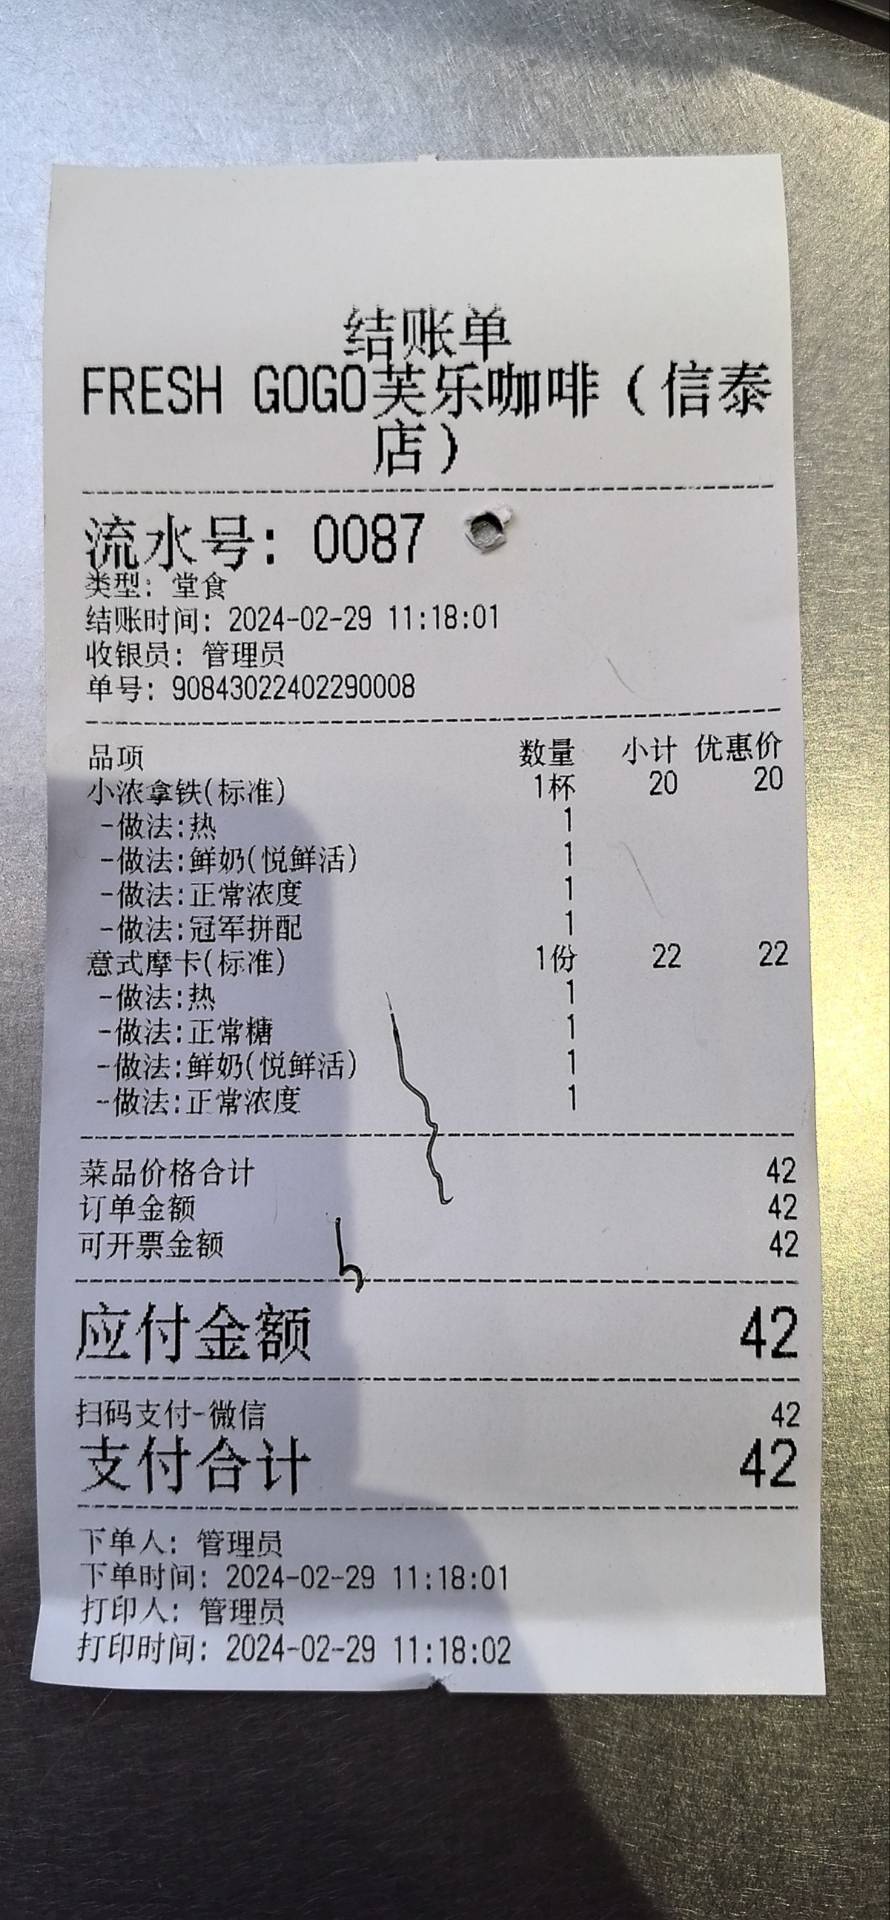 结账单
FRESH GOGO芙乐咖啡（信泰
店）
流水号: 0087
类型: 堂食
结账时间: 2024-02-29 11:18:01
收银员: 管理员
单号: 90843022402290008
品项 数量 小计 优惠价
小浓拿铁(标准) 1杯 20 20
-做法:热 1
-做法:鲜奶(悦鲜活) 1
-做法:正常浓度 1
-做法:冠军拼配 1
意式摩卡(标准) 1份 22 22
-做法:热 1
-做法:正常糖 1
-做法:鲜奶(悦鲜活) 1
-做法:正常浓度 1
菜品价格合计 42
订单金额 42
可开票金额 42
应付金额 42
扫码支付-微信 42
支付合计 42
下单人: 管理员
下单时间: 2024-02-29 11:18:01
打印人: 管理员
打印时间: 2024-02-29 11:18:02